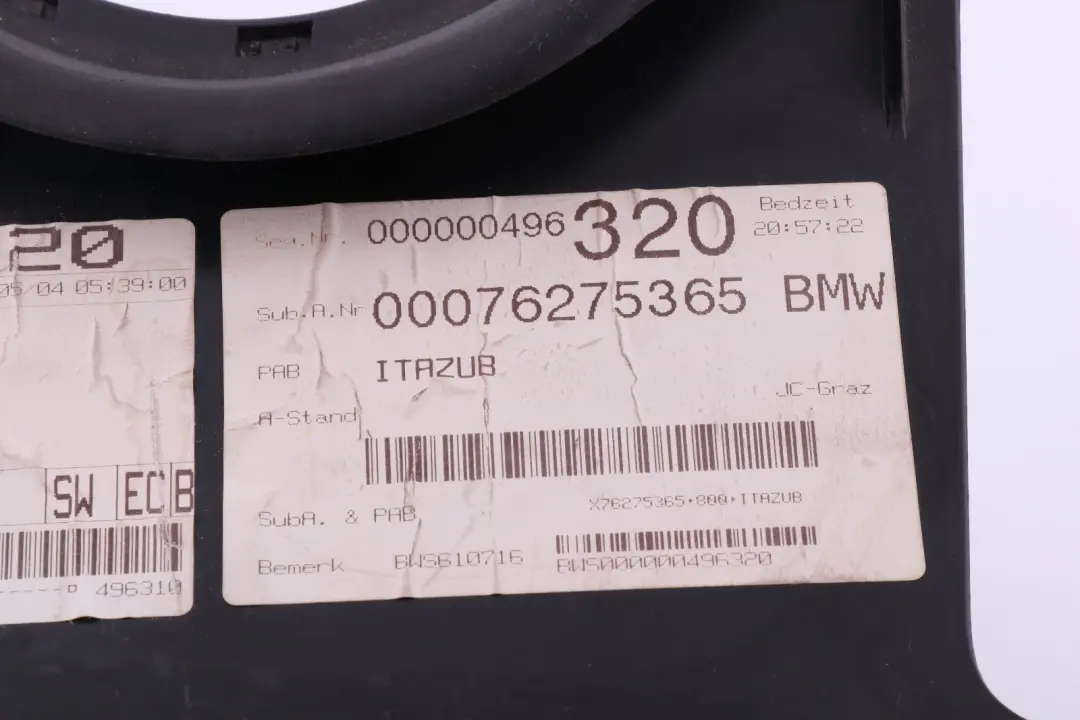 20
05/04 05:39:00
SW EC B
496310
Seq.Nr. 000000496 320 Bedzeit
20:57:22
Sub.A.Nr 00076275365 BMW
PAB ITAZUB
JC-Graz
A-Stand
X76275365+800+ITAZUB
SubA. & PAB
Bemerk BWS610716
BWS000000496320